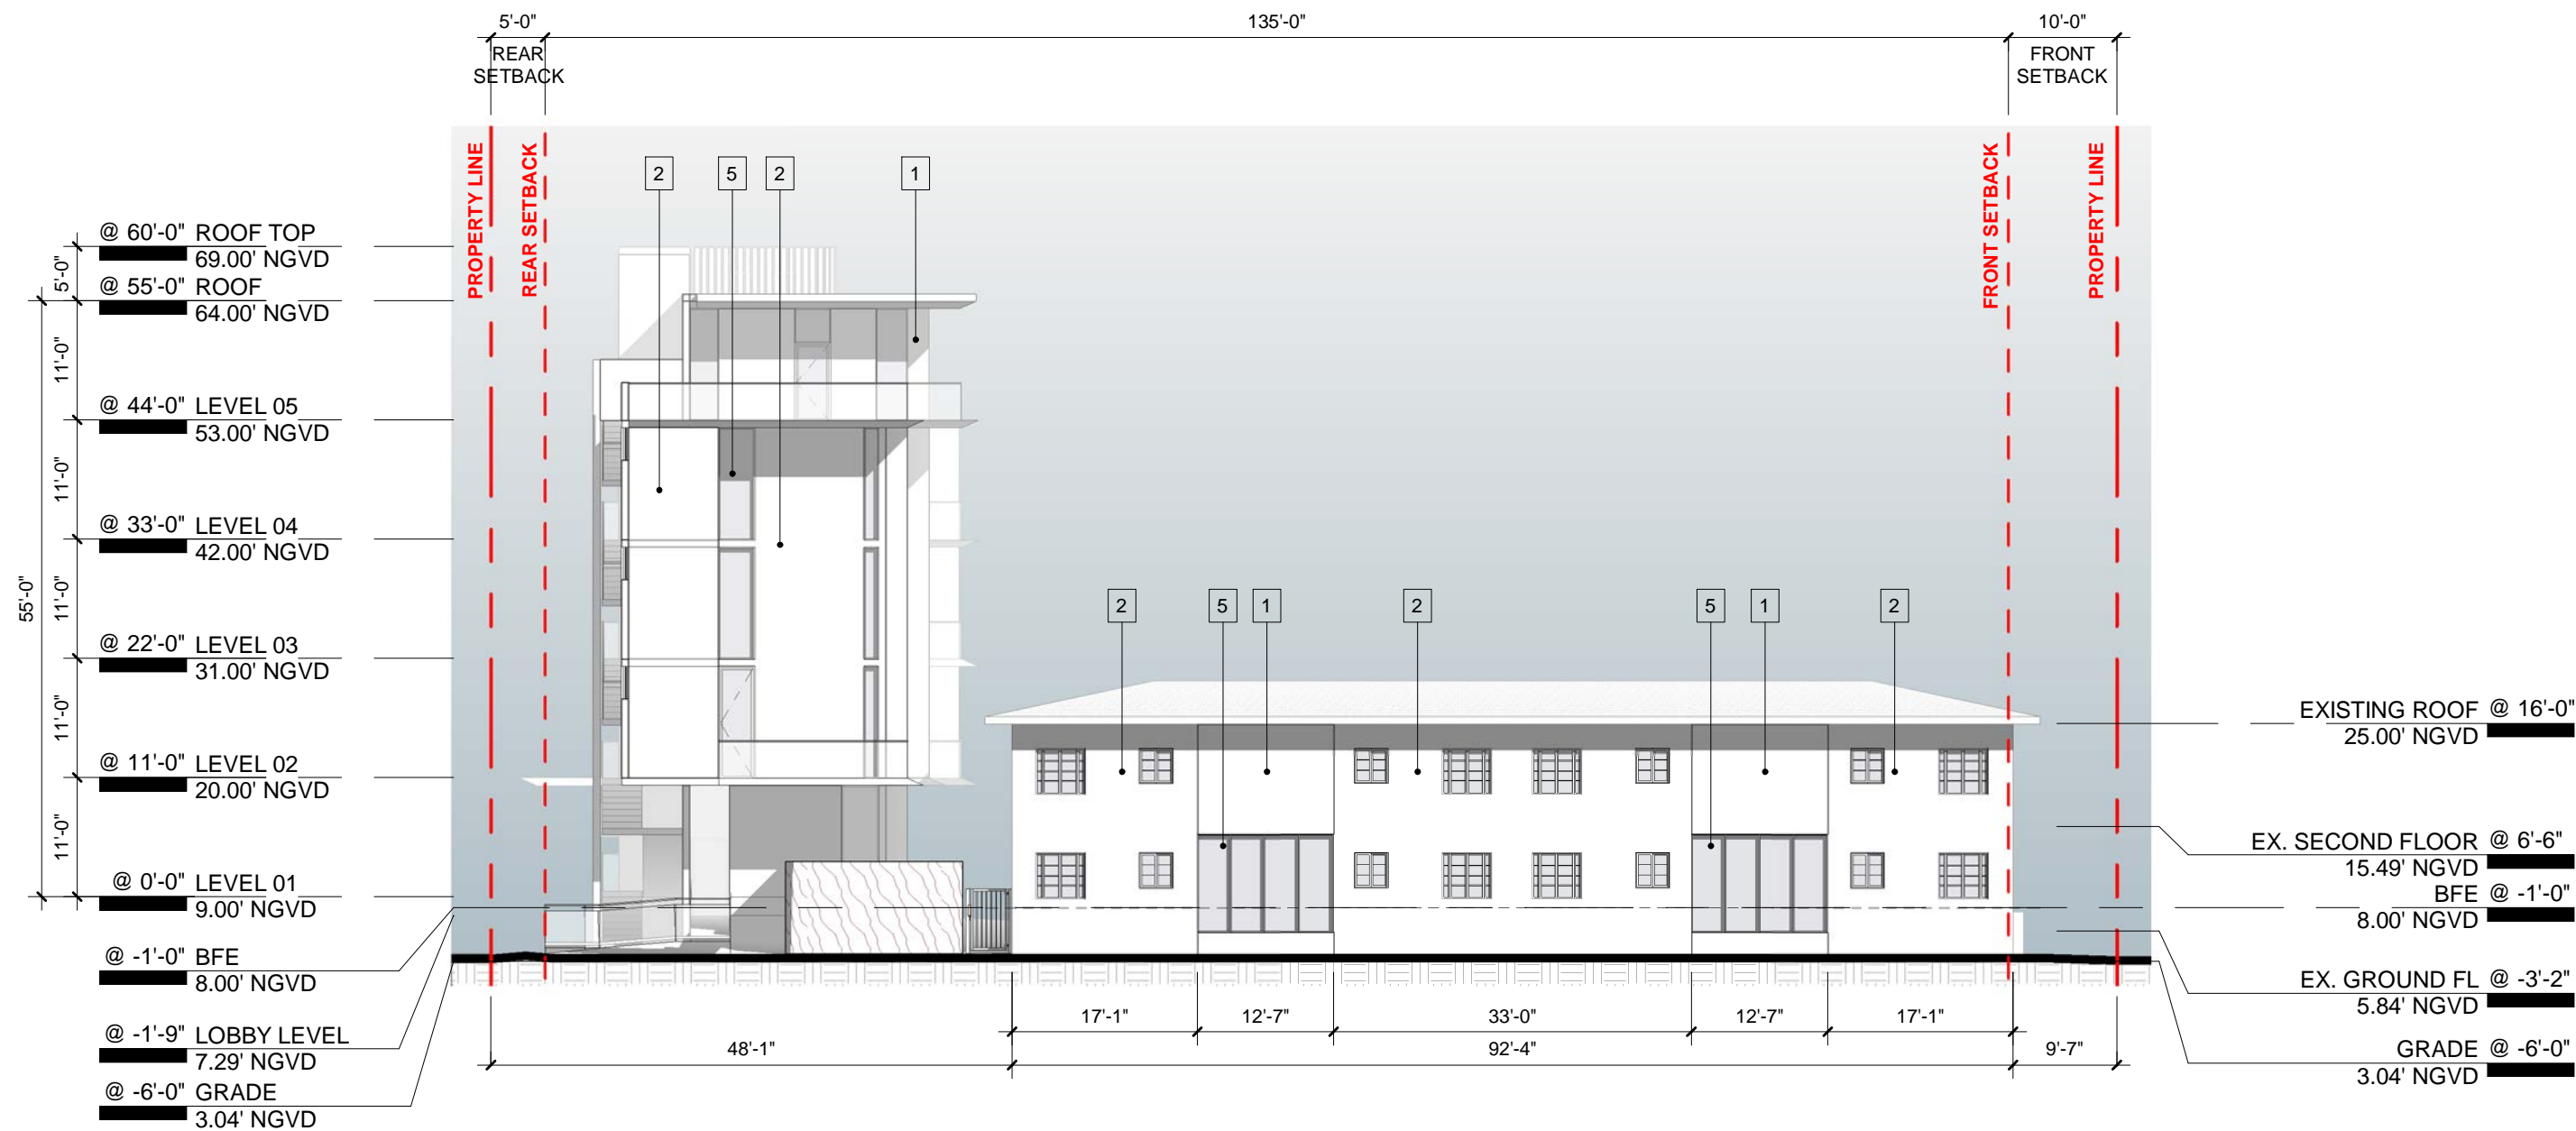 5'-0"
135'-0"
10'-0"
REAR
SETBACK
FRONT
SETBACK
PROPERTY LINE
REAR SETBACK
FRONT SETBACK
PROPERTY LINE
2
5
2
1
@ 60'-0" ROOF TOP
69.00' NGVD
5'-0"
@ 55'-0" ROOF
64.00' NGVD
11'-0"
@ 44'-0" LEVEL 05
53.00' NGVD
11'-0"
@ 33'-0" LEVEL 04
42.00' NGVD
55'-0"
11'-0"
@ 22'-0" LEVEL 03
31.00' NGVD
11'-0"
@ 11'-0" LEVEL 02
20.00' NGVD
11'-0"
@ 0'-0" LEVEL 01
9.00' NGVD
@ -1'-0" BFE
8.00' NGVD
@ -1'-9" LOBBY LEVEL
7.29' NGVD
@ -6'-0" GRADE
3.04' NGVD
2
5
1
2
5
1
2
EXISTING ROOF @ 16'-0"
25.00' NGVD
EX. SECOND FLOOR @ 6'-6"
15.49' NGVD
BFE @ -1'-0"
8.00' NGVD
EX. GROUND FL @ -3'-2"
5.84' NGVD
GRADE @ -6'-0"
3.04' NGVD
17'-1"
12'-7"
33'-0"
12'-7"
17'-1"
48'-1"
92'-4"
9'-7"